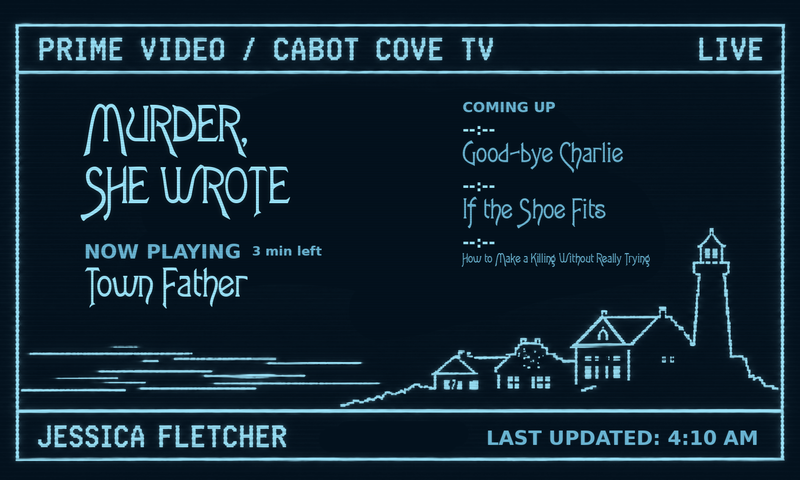 PRIME VIDEO / CABOT COVE TV
LIVE
MURDER,
SHE WROTE
NOW PLAYING 3 min left
Town Father
COMING UP
--:--
Good-bye Charlie
--:--
If the Shoe Fits
--:--
How to Make a Killing Without Really Trying
JESSICA FLETCHER
LAST UPDATED: 4:10 AM